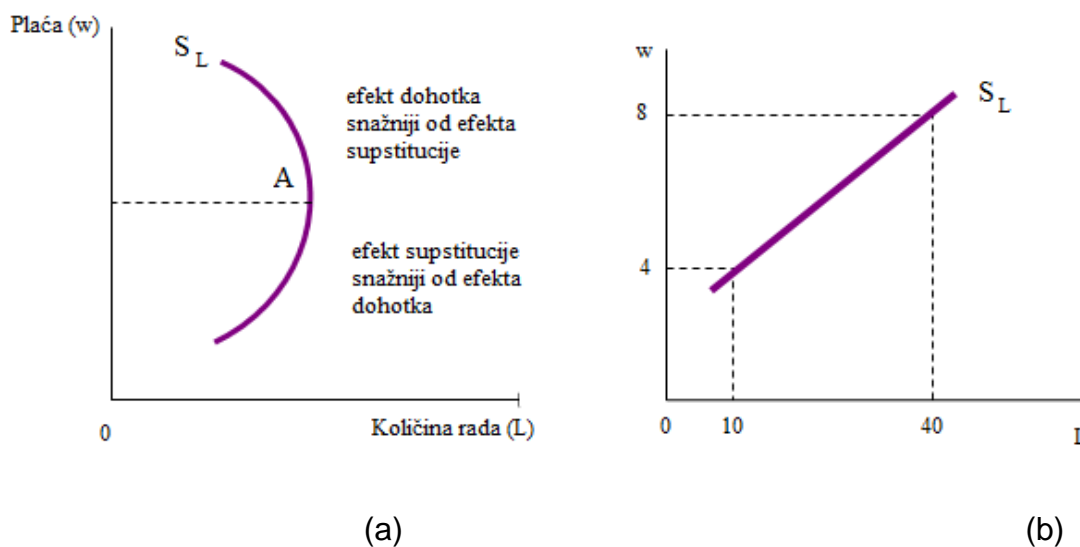 Plaća (w)
S L
efekt dohotka
snažniji od efekta
supstitucije
A
efekt supstitucije
snažniji od efekta
dohotka
0
Količina rada (L)
(a)
w
S L
8
4
0
10
40
(b)